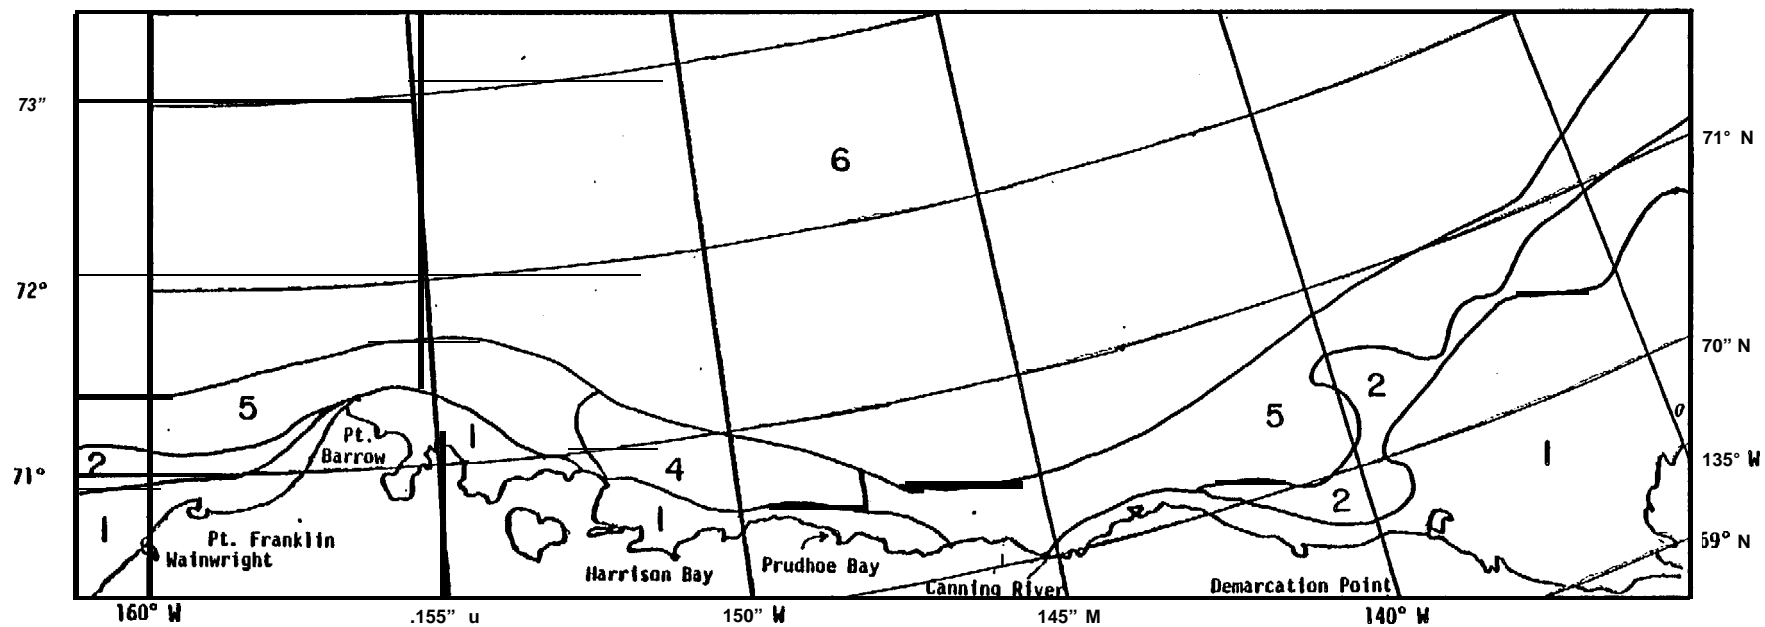 73”
71° N
6
72°
70” N
2
5
5
O
Pt.
Barrow
1
2
4
1
135° W
71°
2
1
1
Pt. Franklin
Wainwright
69° N
Harrison Bay
Prudhoe Bay
Canning River
Demarcation Point
160° W
.155” u
150” W
145” M
140° W